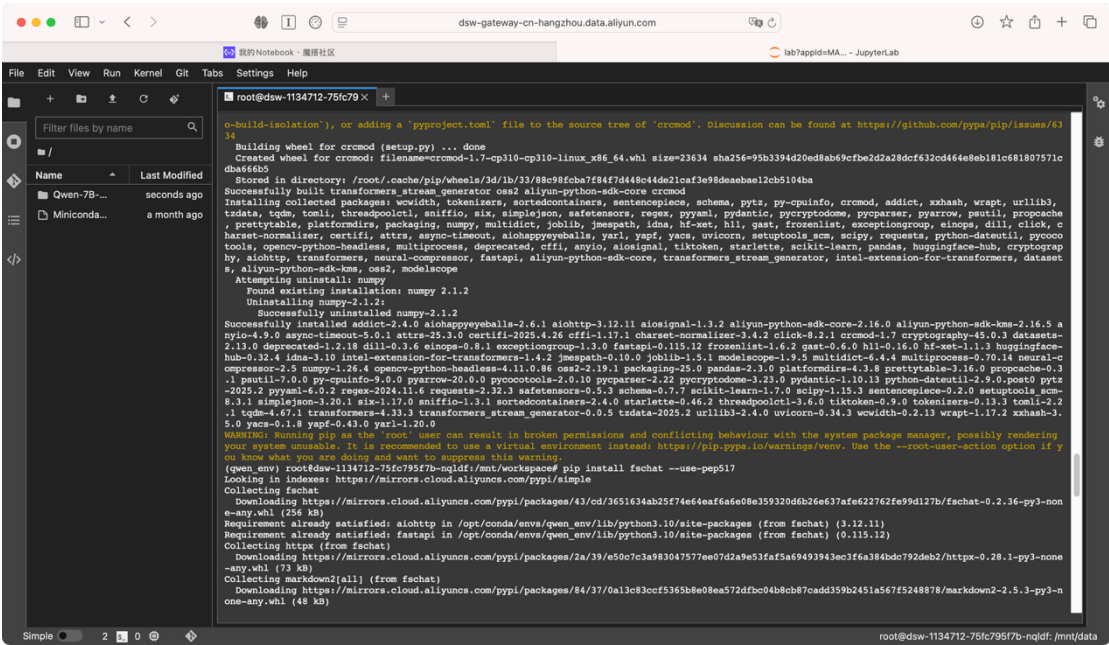 dsw-gateway-cn-hangzhou.data.aliyun.com
我的Notebook · 魔搭社区
lab?appId=MA... - JupyterLab
File Edit View Run Kernel Git Tabs Settings Help
root@dsw-1134712-75fc79
Filter files by name
/
Name Last Modified
Qwen-7B-... seconds ago
Miniconda... a month ago
o-build-isolation`), or adding a `pyproject.toml` file to the source tree of 'crcmod'. Discussion can be found at https://github.com/pypa/pip/issues/63
34
Building wheel for crcmod (setup.py) ... done
Created wheel for crcmod: filename=crcmod-1.7-cp310-cp310-linux_x86_64.whl size=23634 sha256=95b3394d20ed8ab69cfbe2d2a28dcf632cd464e8eb181c681807571c
dba666b5
Stored in directory: /root/.cache/pip/wheels/3d/1b/33/88c98fcba7f84f7d448c44de21caf3e98deaebae12cb5104ba
Successfully built transformers_stream_generator oss2 aliyun-python-sdk-core crcmod
Installing collected packages: wcwidth, tokenizers, sortedcontainers, sentencepiece, schema, pytz, py-cpuinfo, crcmod, addict, xxhash, wrapt, urllib3,
tzdata, tqdm, tomli, threadpoolctl, sniffio, six, simplejson, safetensors, regex, pyyaml, pydantic, pycryptodome, pycparser, pyarrow, psutil, propcache
, prettytable, platformdirs, packaging, numpy, multidict, joblib, jmespath, idna, hf-xet, h11, gast, frozenlist, exceptiongroup, einops, dill, click, c
harset-normalizer, certifi, attrs, async-timeout, aiohappyeyeballs, yarl, yapf, yacs, uvicorn, setuptools_scm, scipy, requests, python-dateutil, pycoco
tools, opencv-python-headless, multiprocess, deprecated, cffi, anyio, aiosignal, tiktoken, starlette, scikit-learn, pandas, huggingface-hub, cryptograp
hy, aiohttp, transformers, neural-compressor, fastapi, aliyun-python-sdk-core, transformers_stream_generator, intel-extension-for-transformers, dataset
s, aliyun-python-sdk-kms, oss2, modelscope
Attempting uninstall: numpy
Found existing installation: numpy 2.1.2
Uninstalling numpy-2.1.2:
Successfully uninstalled numpy-2.1.2
Successfully installed addict-2.4.0 aiohappyeyeballs-2.6.1 aiohttp-3.12.11 aiosignal-1.3.2 aliyun-python-sdk-core-2.16.0 aliyun-python-sdk-kms-2.16.5 a
nyio-4.9.0 async-timeout-5.0.1 attrs-25.3.0 certifi-2025.4.26 cffi-1.17.1 charset-normalizer-3.4.2 click-8.2.1 crcmod-1.7 cryptography-45.0.3 datasets-
2.13.0 deprecated-1.2.18 dill-0.3.6 einops-0.8.1 exceptiongroup-1.3.0 fastapi-0.115.12 frozenlist-1.6.2 gast-0.6.0 h11-0.16.0 hf-xet-1.1.3 huggingface-
hub-0.32.4 idna-3.10 intel-extension-for-transformers-1.4.2 jmespath-0.10.0 joblib-1.5.1 modelscope-1.9.5 multidict-6.4.4 multiprocess-0.70.14 neural-c
ompressor-2.5 numpy-1.26.4 opencv-python-headless-4.11.0.86 oss2-2.19.1 packaging-25.0 pandas-2.3.0 platformdirs-4.3.8 prettytable-3.16.0 propcache-0.3
.1 psutil-7.0.0 py-cpuinfo-9.0.0 pyarrow-20.0.0 pycocotools-2.0.10 pycparser-2.22 pycryptodome-3.23.0 pydantic-1.10.13 python-dateutil-2.9.0.post0 pytz
-2025.2 pyyaml-6.0.2 regex-2024.11.6 requests-2.32.3 safetensors-0.5.3 schema-0.7.7 scikit-learn-1.7.0 scipy-1.15.3 sentencepiece-0.2.0 setuptools_scm-
8.3.1 simplejson-3.20.1 six-1.17.0 sniffio-1.3.1 sortedcontainers-2.4.0 starlette-0.46.2 threadpoolctl-3.6.0 tiktoken-0.9.0 tokenizers-0.13.3 tomli-2.2
.1 tqdm-4.67.1 transformers-4.33.3 transformers_stream_generator-0.0.5 tzdata-2025.2 urllib3-2.4.0 uvicorn-0.34.3 wcwidth-0.2.13 wrapt-1.17.2 xxhash-3.
5.0 yacs-0.1.8 yapf-0.43.0 yarl-1.20.0
WARNING: Running pip as the 'root' user can result in broken permissions and conflicting behaviour with the system package manager, possibly rendering
your system unusable. It is recommended to use a virtual environment instead: https://pip.pypa.io/warnings/venv. Use the --root-user-action option if y
ou know what you are doing and want to suppress this warning.
(qwen_env) root@dsw-1134712-75fc795f7b-nqldf:/mnt/workspace# pip install fschat --use-pep517
Looking in indexes: https://mirrors.cloud.aliyuncs.com/pypi/simple
Collecting fschat
Downloading https://mirrors.cloud.aliyuncs.com/pypi/packages/43/cd/3651634ab25f74e64eaf6a6e08e359320d6b26e637afe622762fe99d127b/fschat-0.2.36-py3-non
e-any.whl (256 kB)
Requirement already satisfied: aiohttp in /opt/conda/envs/qwen_env/lib/python3.10/site-packages (from fschat) (3.12.11)
Requirement already satisfied: fastapi in /opt/conda/envs/qwen_env/lib/python3.10/site-packages (from fschat) (0.115.12)
Collecting httpx (from fschat)
Downloading https://mirrors.cloud.aliyuncs.com/pypi/packages/2a/39/e50c7c3a983047577ee07d2a9e53faf5a69493943ec3f6a384bdc792deb2/httpx-0.28.1-py3-none
-any.whl (73 kB)
Collecting markdown2[all] (from fschat)
Downloading https://mirrors.cloud.aliyuncs.com/pypi/packages/84/37/0a13c83ccf5365b8e08ea572dfbc04b8cb87cadd359b2451a567f5248878/markdown2-2.5.3-py3-n
one-any.whl (48 kB)
Simple 2 0 root@dsw-1134712-75fc795f7b-nqldf: /mnt/data